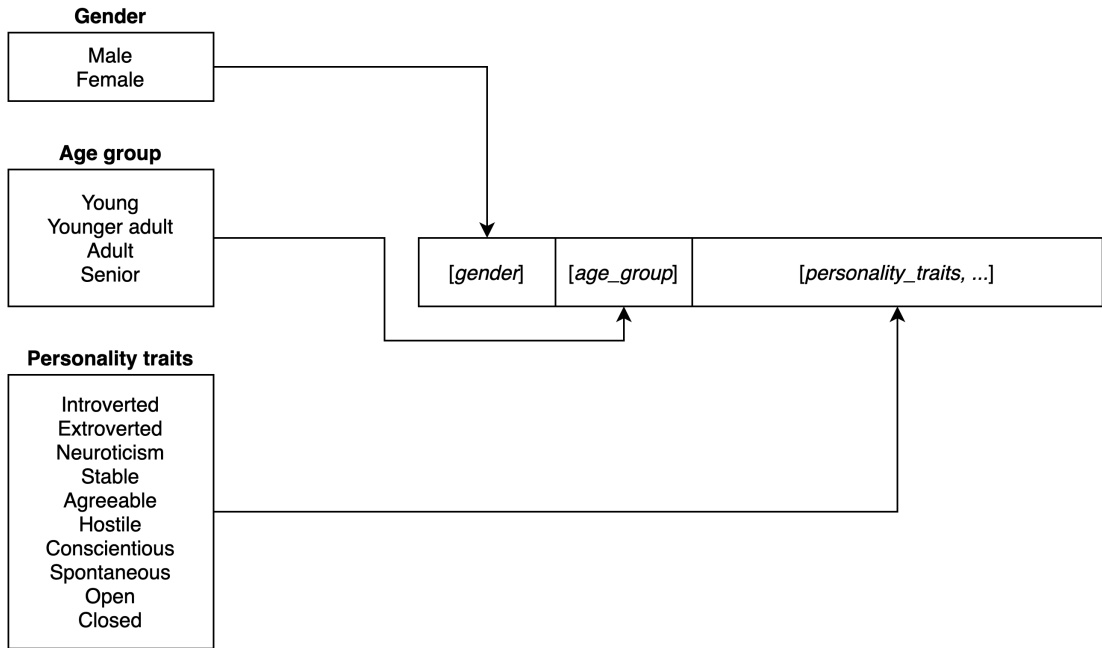 Gender
Male
Female
Age group
Young
Younger adult
Adult
Senior
[gender]
[age_group]
[personality_traits, ...]
Personality traits
Introverted
Extroverted
Neuroticism
Stable
Agreeable
Hostile
Conscientious
Spontaneous
Open
Closed